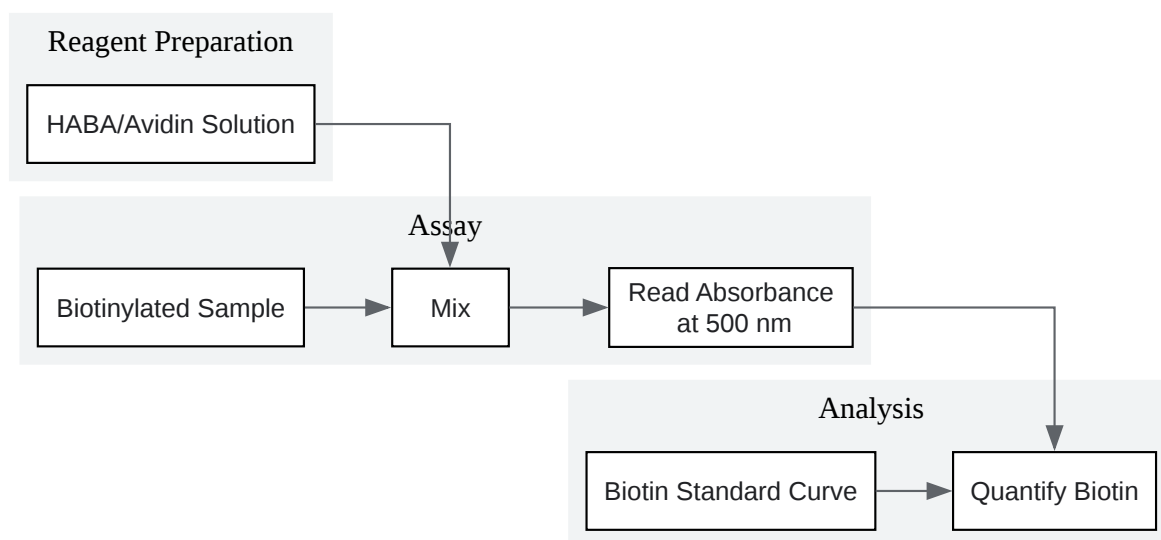 Reagent Preparation
HABA/Avidin Solution
Assay
Biotinylated Sample
Mix
Read Absorbance
at 500 nm
Analysis
Biotin Standard Curve
Quantify Biotin